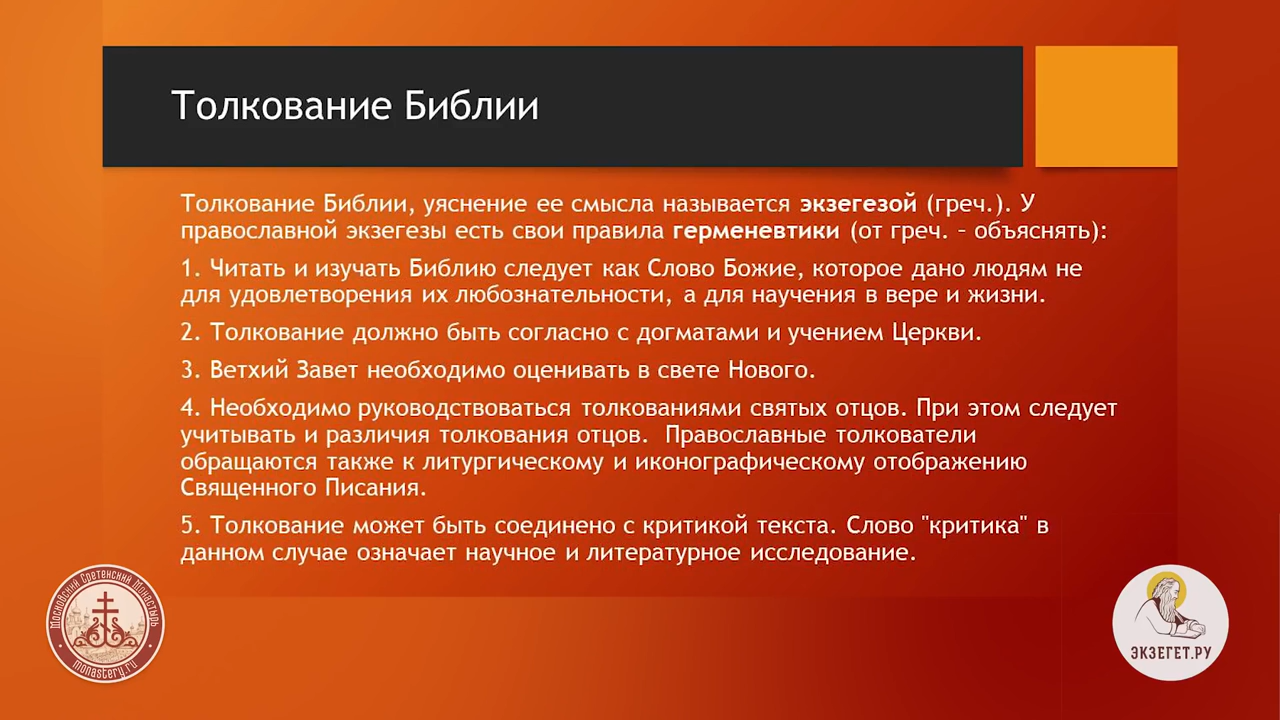 Толкование Библии
Толкование Библии, уяснение ее смысла называется экзегезой (греч.). У
православной экзегезы есть свои правила герменевтики (от греч. – объяснять):
1. Читать и изучать Библию следует как Слово Божие, которое дано людям не
для удовлетворения их любознательности, а для научения в вере и жизни.
2. Толкование должно быть согласно с догматами и учением Церкви.
3. Ветхий Завет необходимо оценивать в свете Нового.
4. Необходимо руководствоваться толкованиями святых отцов. При этом следует
учитывать и различия толкования отцов.  Православные толкователи
обращаются также к литургическому и иконографическому отображению
Священного Писания.
5. Толкование может быть соединено с критикой текста. Слово "критика" в
данном случае означает научное и литературное исследование.
Московский Сретенский Монастырь
monastery.ru
ЭКЗЕГЕТ.РУ